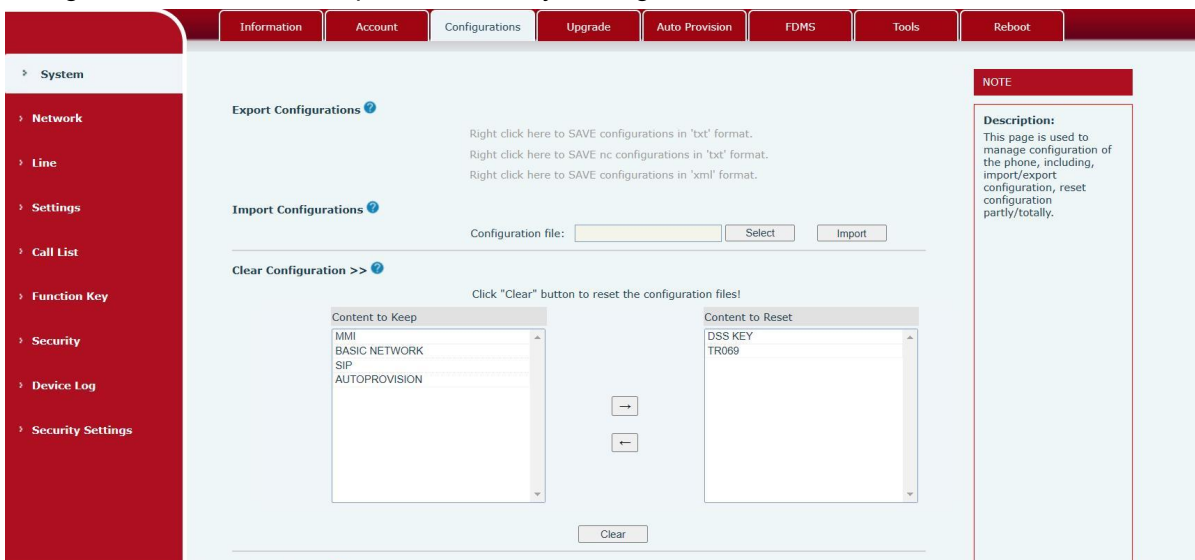 Information Account Configurations Upgrade Auto Provision FDMS Tools Reboot
› System
› Network
› Line
› Settings
› Call List
› Function Key
› Security
› Device Log
› Security Settings
Export Configurations ?
Right click here to SAVE configurations in 'txt' format.
Right click here to SAVE nc configurations in 'txt' format.
Right click here to SAVE configurations in 'xml' format.
Import Configurations ?
Configuration file: Select Import
Clear Configuration >> ?
Click "Clear" button to reset the configuration files!
Content to Keep
MMI
BASIC NETWORK
SIP
AUTOPROVISION
→
←
Content to Reset
DSS KEY
TR069
Clear
NOTE
Description:
This page is used to
manage configuration of
the phone, including,
import/export
configuration, reset
configuration
partly/totally.